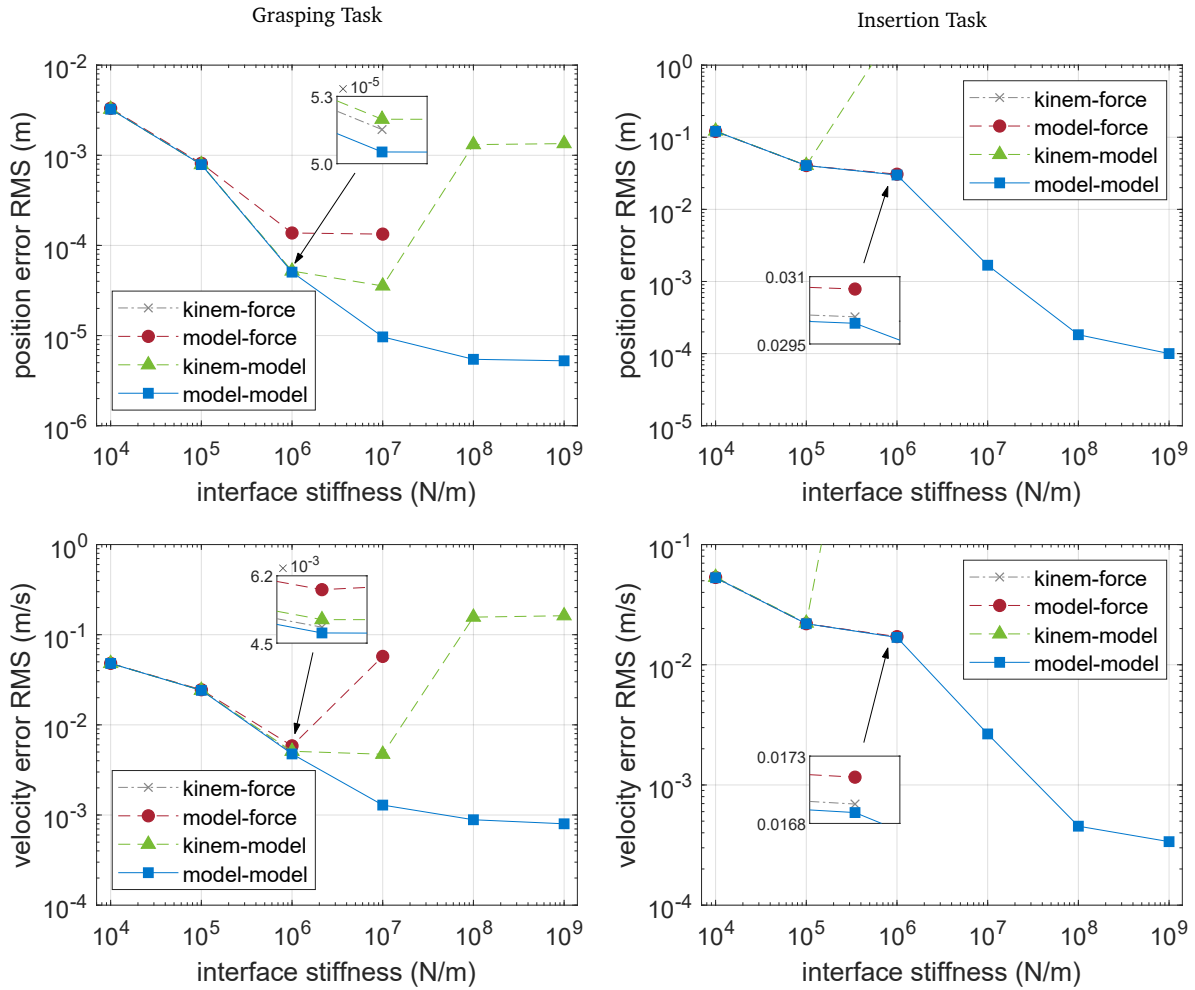 Grasping Task
position error RMS (m)
10^-2
10^-3
10^-4
10^-5
10^-6
× 10^-5
5.3
5.0
kinem-force
model-force
kinem-model
model-model
10^4 10^5 10^6 10^7 10^8 10^9
interface stiffness (N/m)
Insertion Task
position error RMS (m)
10^0
10^-1
10^-2
10^-3
10^-4
10^-5
kinem-force
model-force
kinem-model
model-model
0.031
0.0295
10^4 10^5 10^6 10^7 10^8 10^9
interface stiffness (N/m)
velocity error RMS (m/s)
10^0
10^-1
10^-2
10^-3
10^-4
× 10^-3
6.2
4.5
kinem-force
model-force
kinem-model
model-model
10^4 10^5 10^6 10^7 10^8 10^9
interface stiffness (N/m)
velocity error RMS (m/s)
10^-1
10^-2
10^-3
10^-4
kinem-force
model-force
kinem-model
model-model
0.0173
0.0168
10^4 10^5 10^6 10^7 10^8 10^9
interface stiffness (N/m)